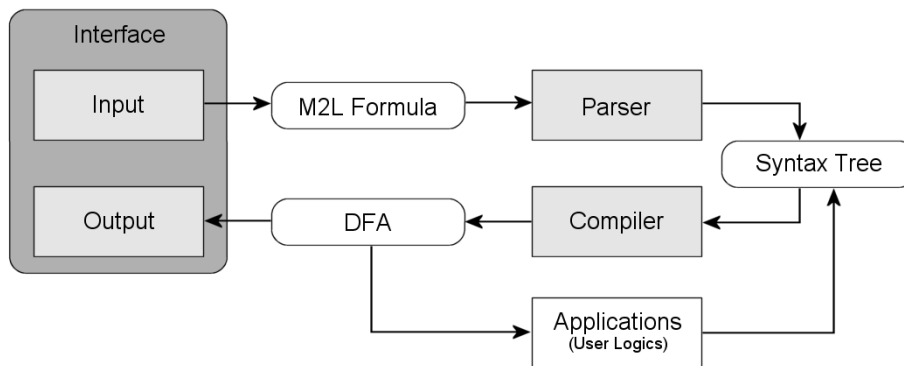 Interface
Input
M2L Formula
Parser
Syntax Tree
Output
DFA
Compiler
Applications
(User Logics)